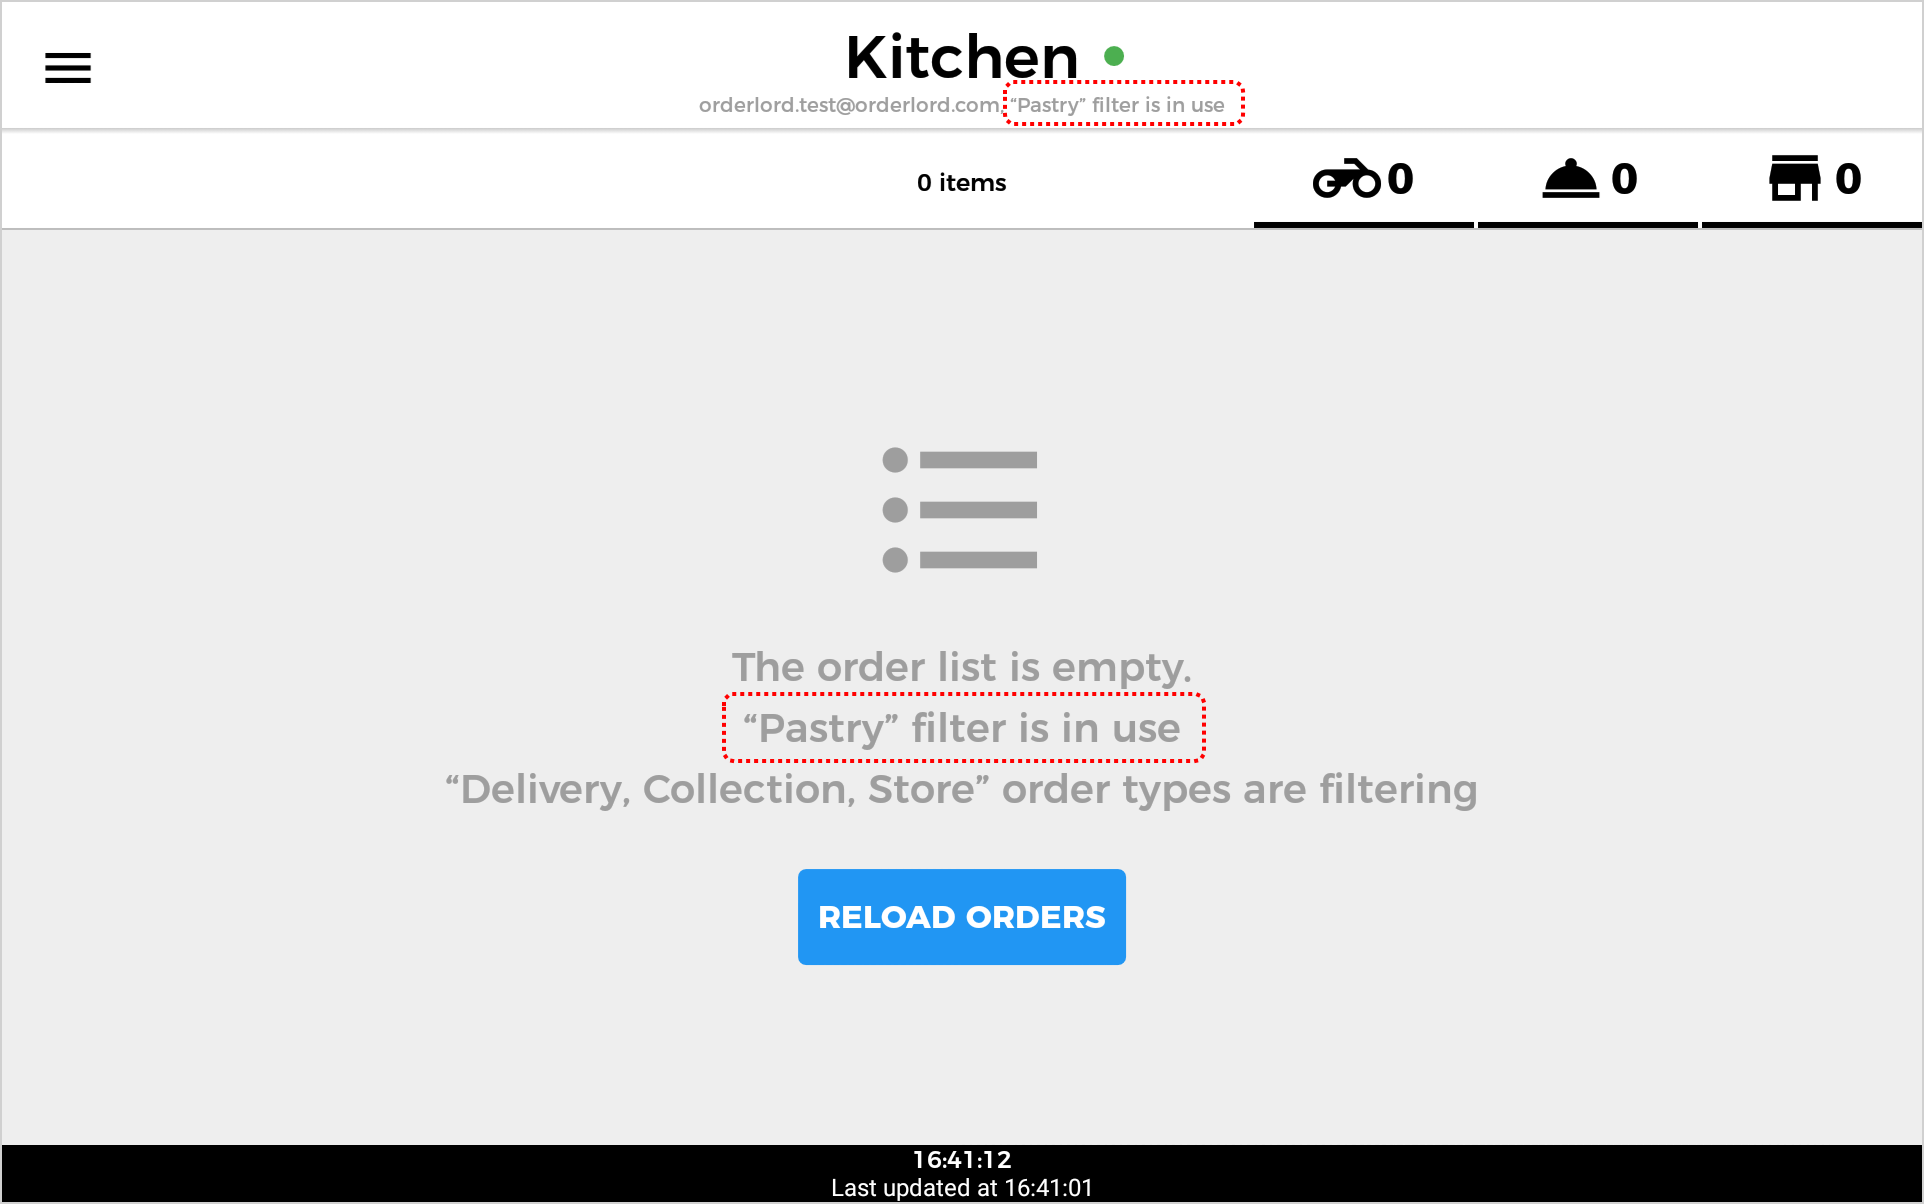 Kitchen
orderlord.test@orderlord.com, “Pastry” filter is in use
0 items
0
0
0
The order list is empty.
“Pastry” filter is in use
“Delivery, Collection, Store” order types are filtering
RELOAD ORDERS
16:41:12
Last updated at 16:41:01